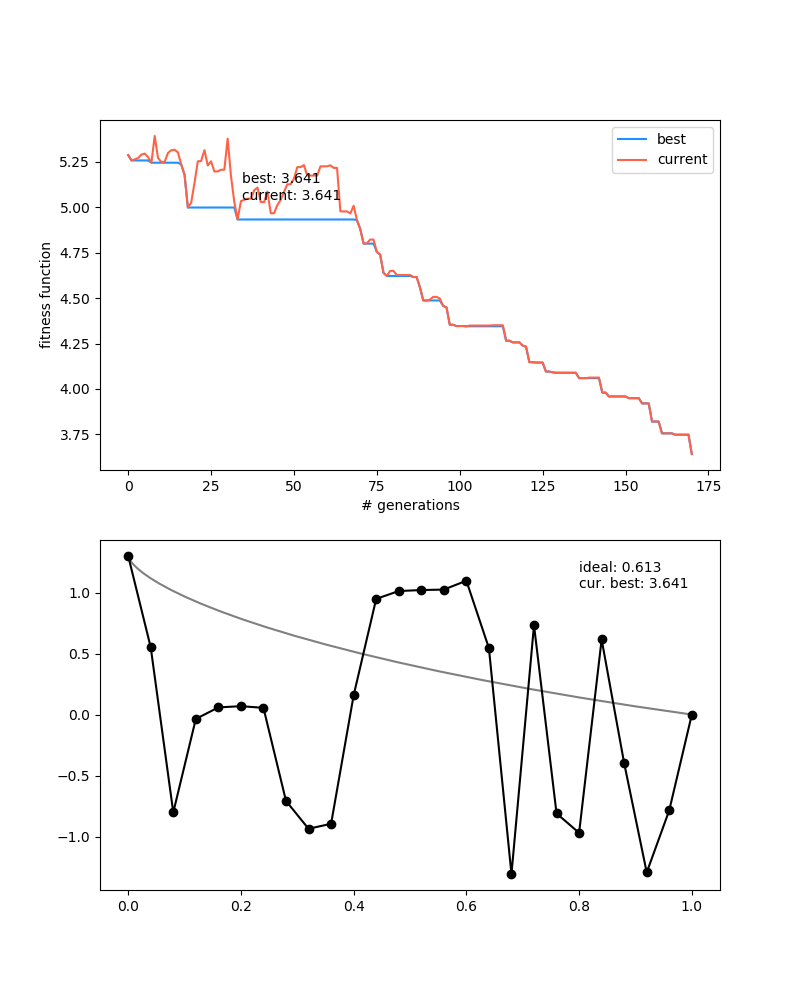 best
current
best: 3.641
current: 3.641
fitness function
5.25
5.00
4.75
4.50
4.25
4.00
3.75
0 25 50 75 100 125 150 175
# generations
ideal: 0.613
cur. best: 3.641
1.0
0.5
0.0
−0.5
−1.0
0.0 0.2 0.4 0.6 0.8 1.0